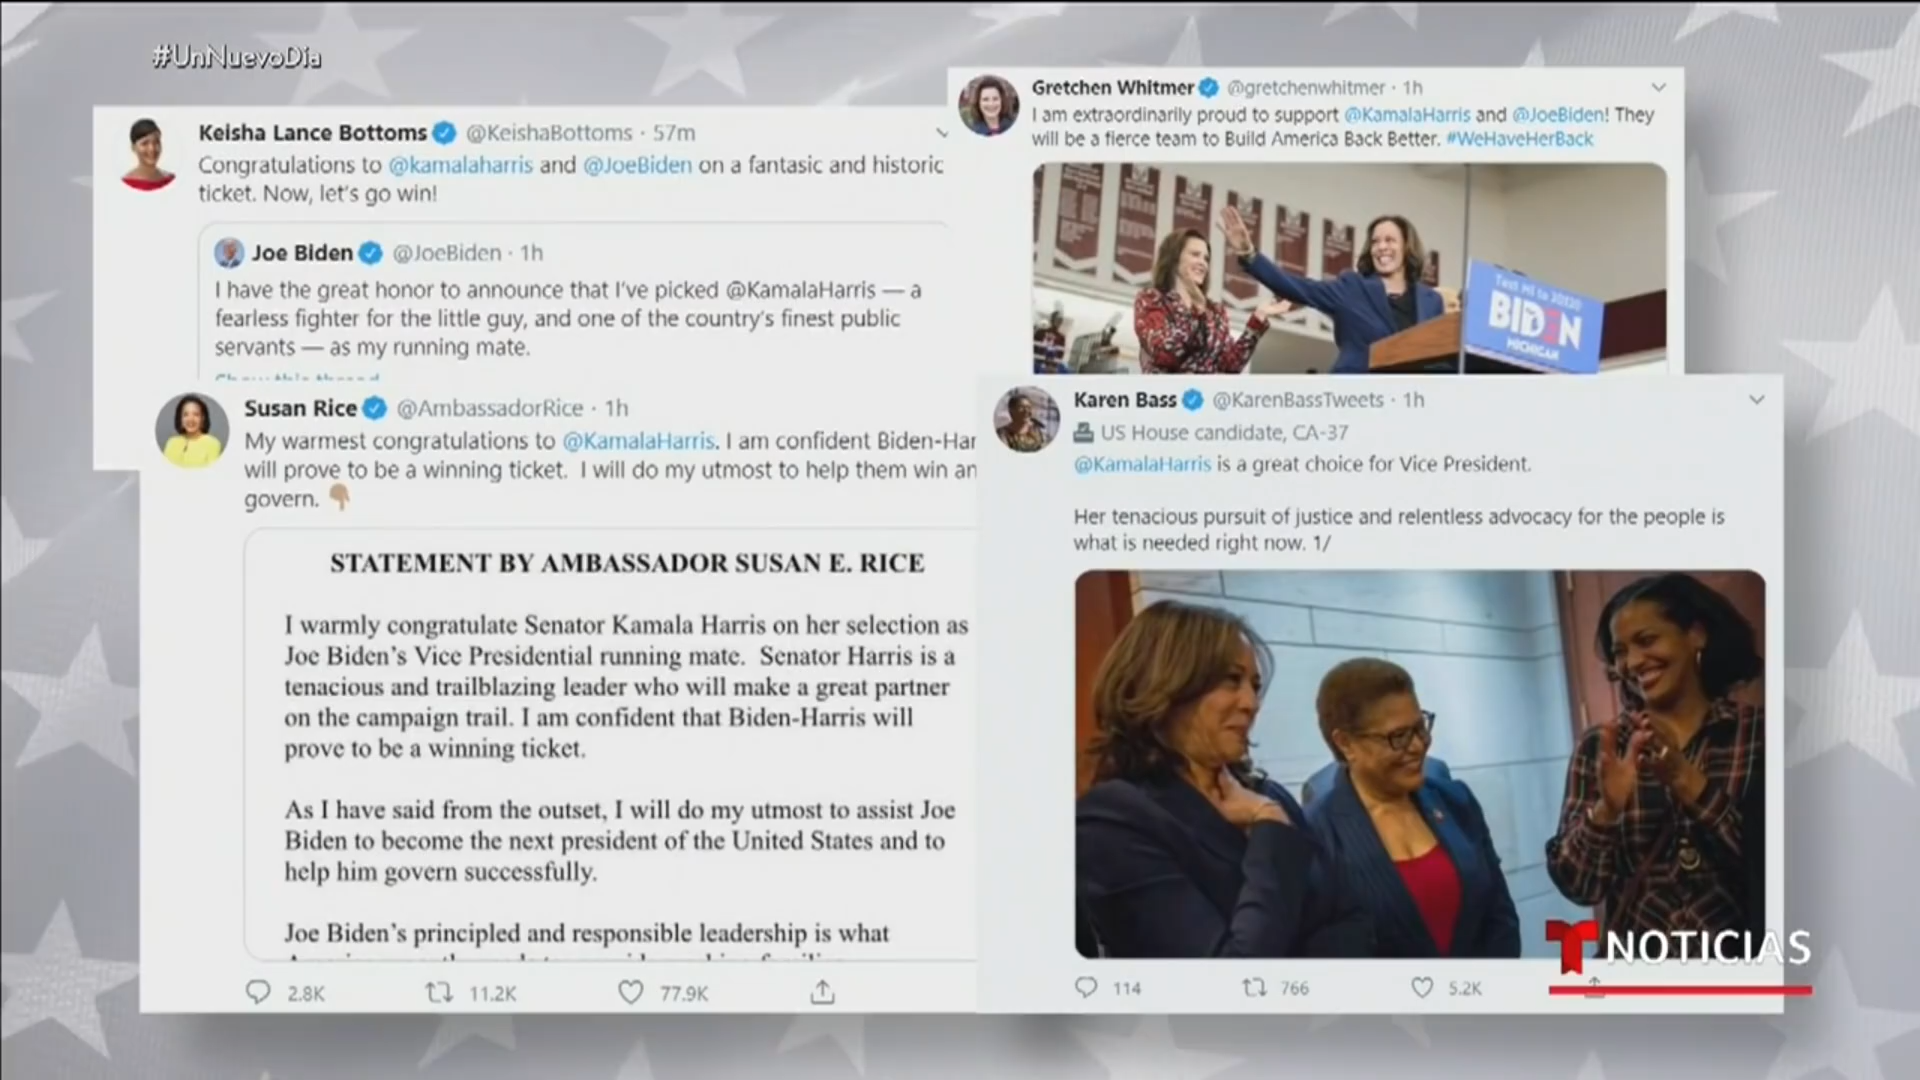 #UnNuevoDía
Keisha Lance Bottoms @KeishaBottoms · 57m
Congratulations to @kamalaharris and @JoeBiden on a fantasic and historic
ticket. Now, let's go win!
Joe Biden @JoeBiden · 1h
I have the great honor to announce that I've picked @KamalaHarris — a
fearless fighter for the little guy, and one of the country's finest public
servants — as my running mate.
Show this thread
Gretchen Whitmer @gretchenwhitmer · 1h
I am extraordinarily proud to support @KamalaHarris and @JoeBiden! They
will be a fierce team to Build America Back Better. #WeHaveHerBack
Text MI to 30330
BIDEN
MICHIGAN
Susan Rice @AmbassadorRice · 1h
My warmest congratulations to @KamalaHarris. I am confident Biden-Har
will prove to be a winning ticket. I will do my utmost to help them win an
govern. 👇🏽
STATEMENT BY AMBASSADOR SUSAN E. RICE
I warmly congratulate Senator Kamala Harris on her selection as
Joe Biden's Vice Presidential running mate. Senator Harris is a
tenacious and trailblazing leader who will make a great partner
on the campaign trail. I am confident that Biden-Harris will
prove to be a winning ticket.
As I have said from the outset, I will do my utmost to assist Joe
Biden to become the next president of the United States and to
help him govern successfully.
Joe Biden's principled and responsible leadership is what
2.8K 11.2K 77.9K
Karen Bass @KarenBassTweets · 1h
US House candidate, CA-37
@KamalaHarris is a great choice for Vice President.
Her tenacious pursuit of justice and relentless advocacy for the people is
what is needed right now. 1/
114 766 5.2K
NOTICIAS